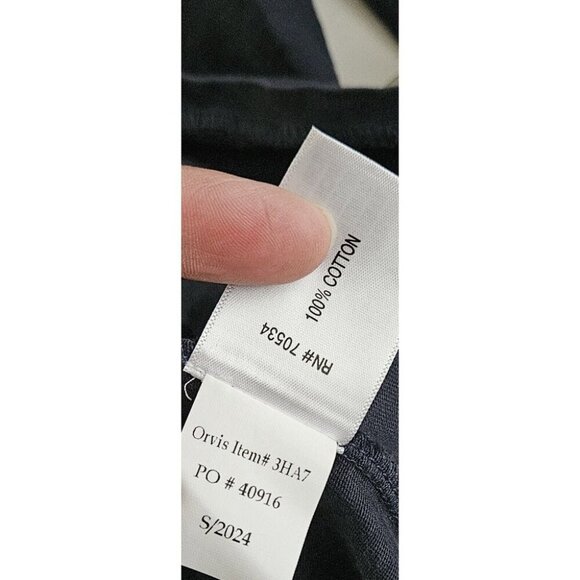 100% COTTON
RN# 70534
Orvis Item# 3HA7
PO # 40916
S/2024